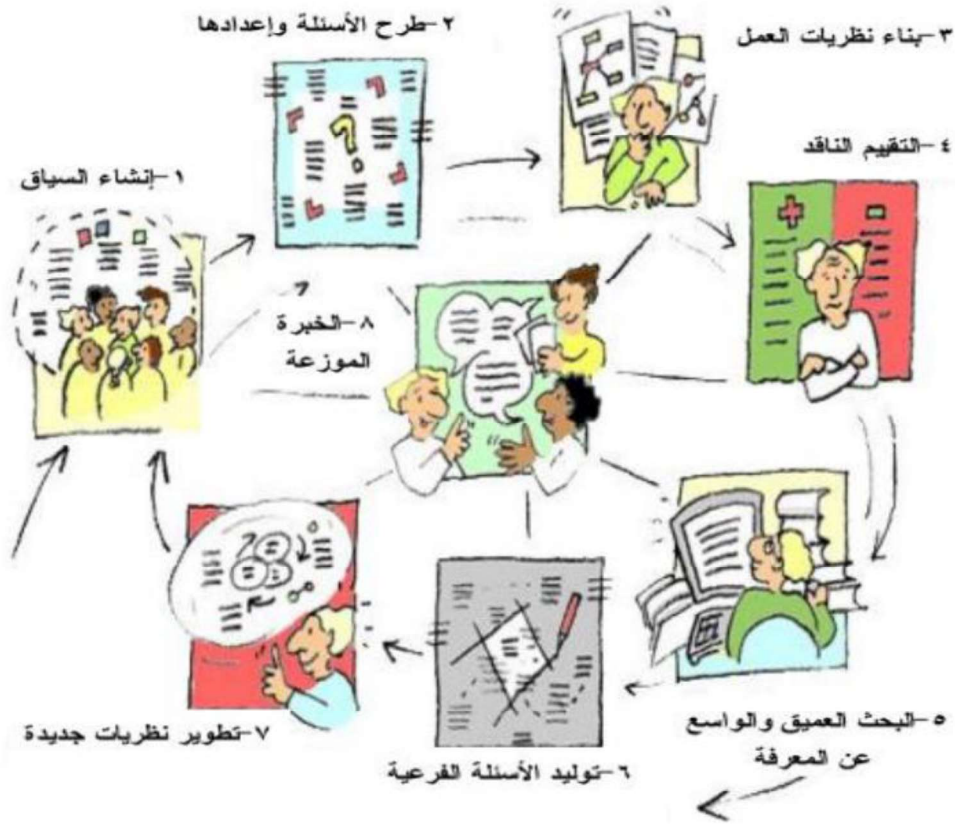 ١-إنشاء السياق
٢-طرح الأسئلة وإعدادها
٣-بناء نظريات العمل
٤-التقييم الناقد
٥-البحث العميق والواسع
عن المعرفة
٦-توليد الأسئلة الفرعية
٧-تطوير نظريات جديدة
٨-الخبرة
الموزعة